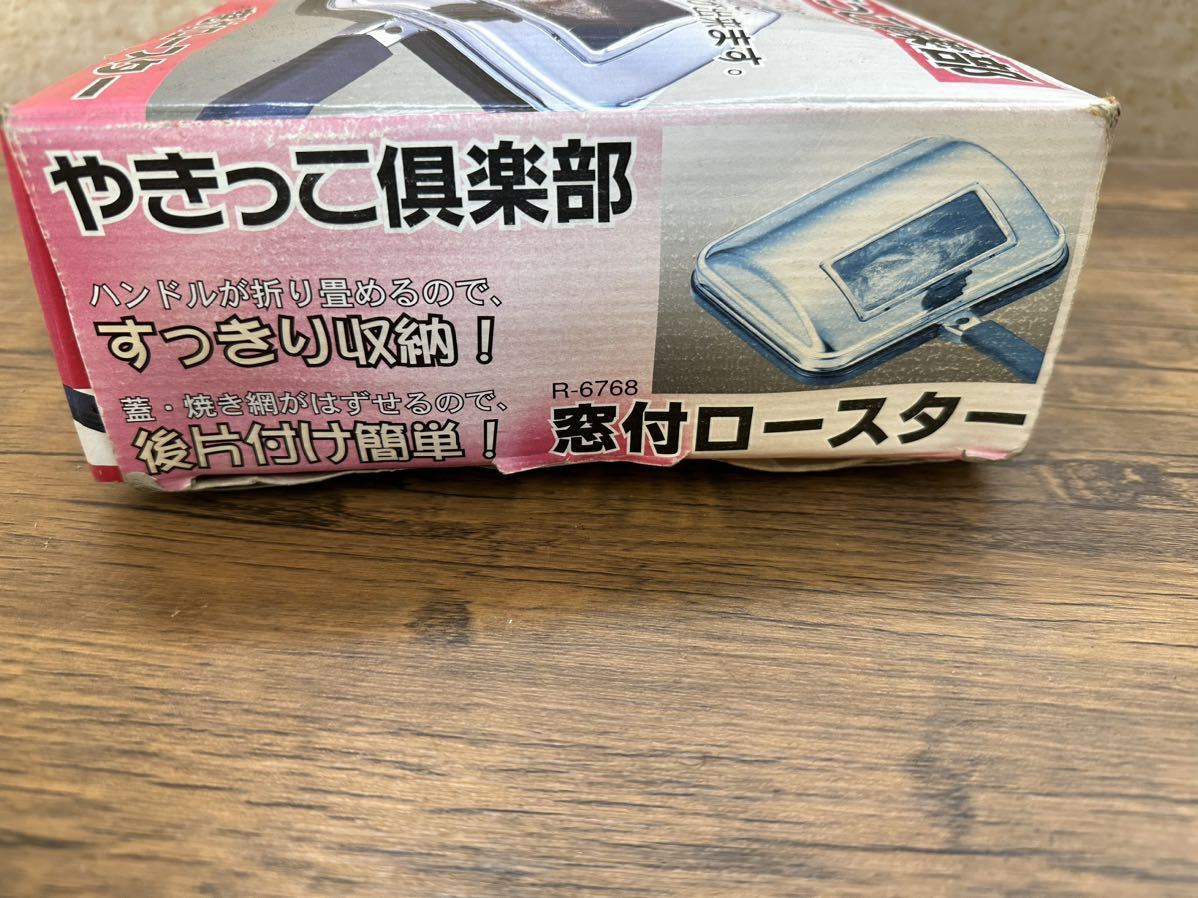 ます。
やきっこ倶楽部
ハンドルが折り畳めるので、
すっきり収納！
蓋・焼き網がはずせるので、
後片付け簡単！
R-6768
窓付ロースター